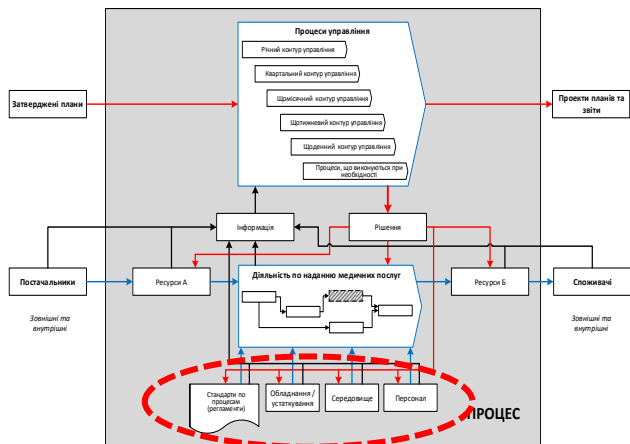 Процеси управління
Річний контур управління
Квартальний контур управління
Щомісячний контур управління
Щотижневий контур управління
Щоденний контур управління
Процеси, що виконуються при
необхідності
Затверджені плани
Проекти планів та
звіти
Інформація
Рішення
Постачальники
Ресурси А
Діяльність по наданню медичних послуг
Ресурси Б
Споживачі
Зовнішні та
внутрішні
Зовнішні та
внутрішні
Стандарти по
процесам
(регламенти)
Обладнання /
устаткування
Середовище
Персонал
ПРОЦЕС